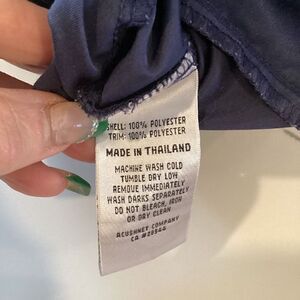 SHELL: 100% POLYESTER
TRIM: 100% POLYESTER
MADE IN THAILAND
MACHINE WASH COLD
TUMBLE DRY LOW
REMOVE IMMEDIATELY
WASH DARKS SEPARATELY
DO NOT BLEACH, IRON
OR DRY CLEAN
ACUSHNET COMPANY
CA #28544